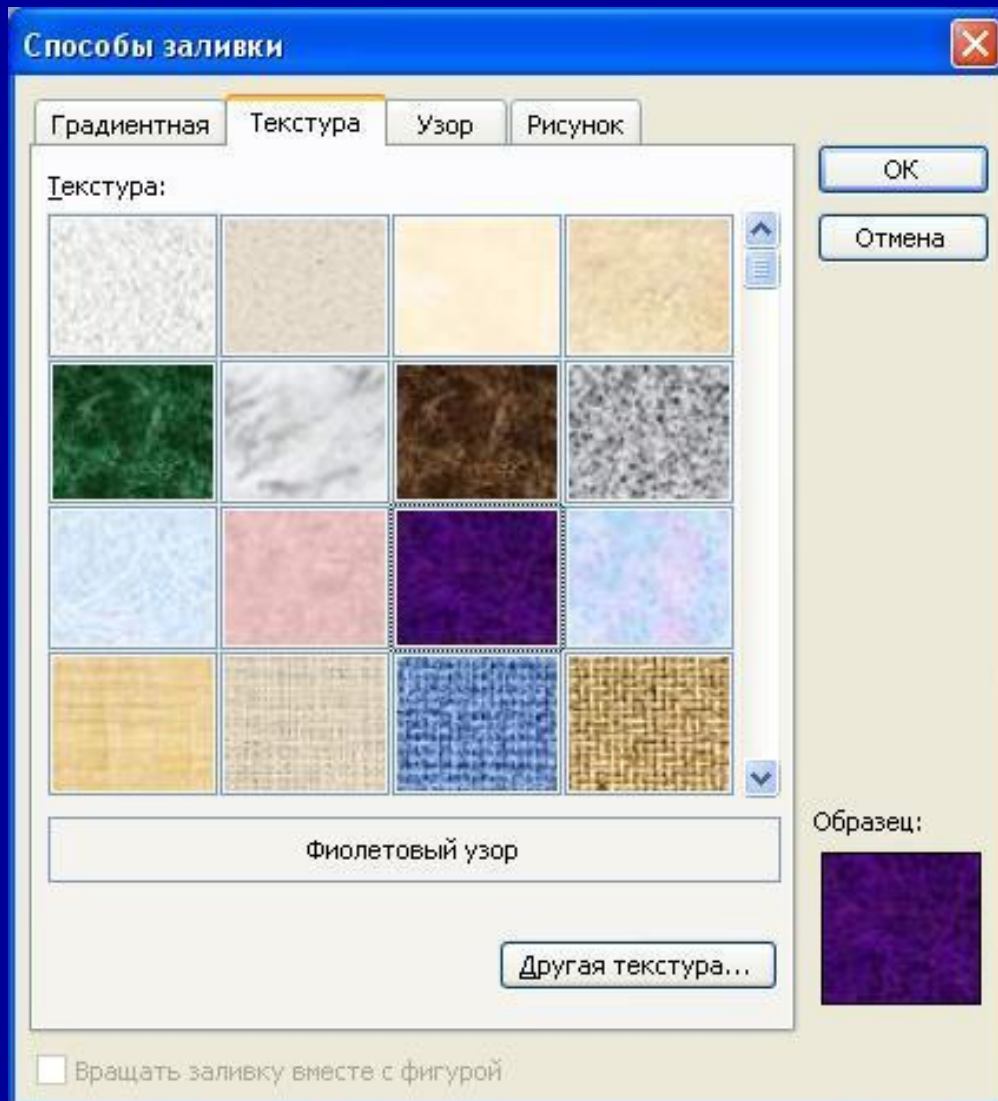 Способы заливки
Градиентная Текстура Узор Рисунок
Текстура:
ОК
Отмена
Образец:
Фиолетовый узор
Другая текстура...
Вращать заливку вместе с фигурой